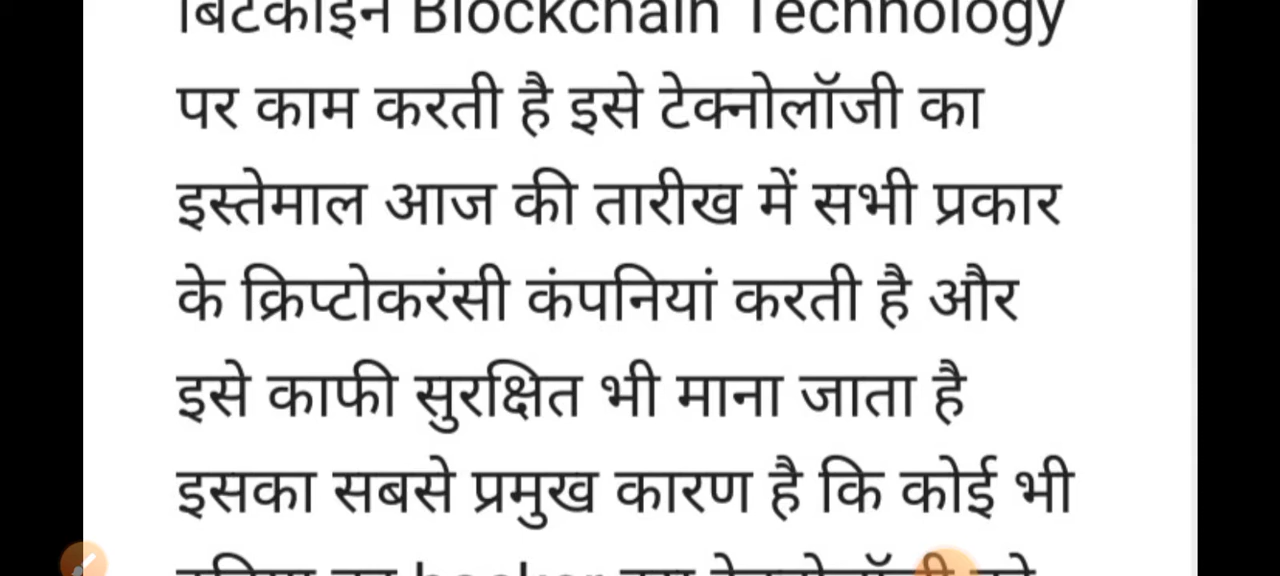 बिटकॉइन Blockchain Technology
पर काम करती है इसे टेक्नोलॉजी का
इस्तेमाल आज की तारीख में सभी प्रकार
के क्रिप्टोकरंसी कंपनियां करती है और
इसे काफी सुरक्षित भी माना जाता है
इसका सबसे प्रमुख कारण है कि कोई भी